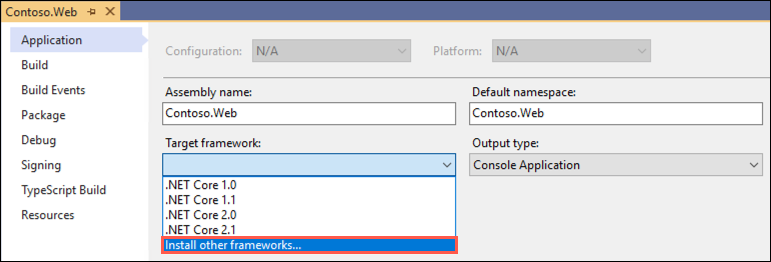 Contoso.Web
Application
Build
Build Events
Package
Debug
Signing
TypeScript Build
Resources
Configuration: N/A Platform: N/A
Assembly name: Default namespace:
Contoso.Web Contoso.Web
Target framework: Output type:
Console Application
.NET Core 1.0
.NET Core 1.1
.NET Core 2.0
.NET Core 2.1
Install other frameworks...